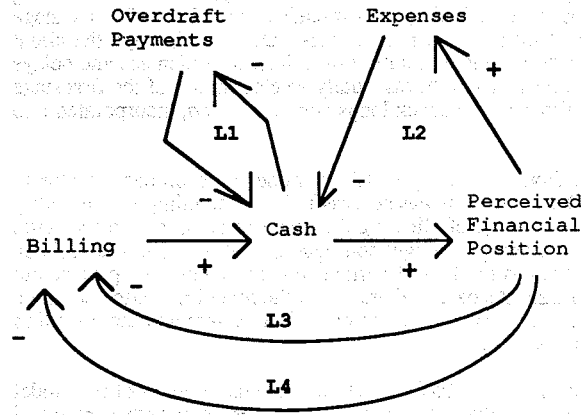 Overdraft
Payments
Expenses
-
+
L1
L2
-
-
Perceived
Financial
Position
Cash
Billing
+
+
-
-
L3
L4